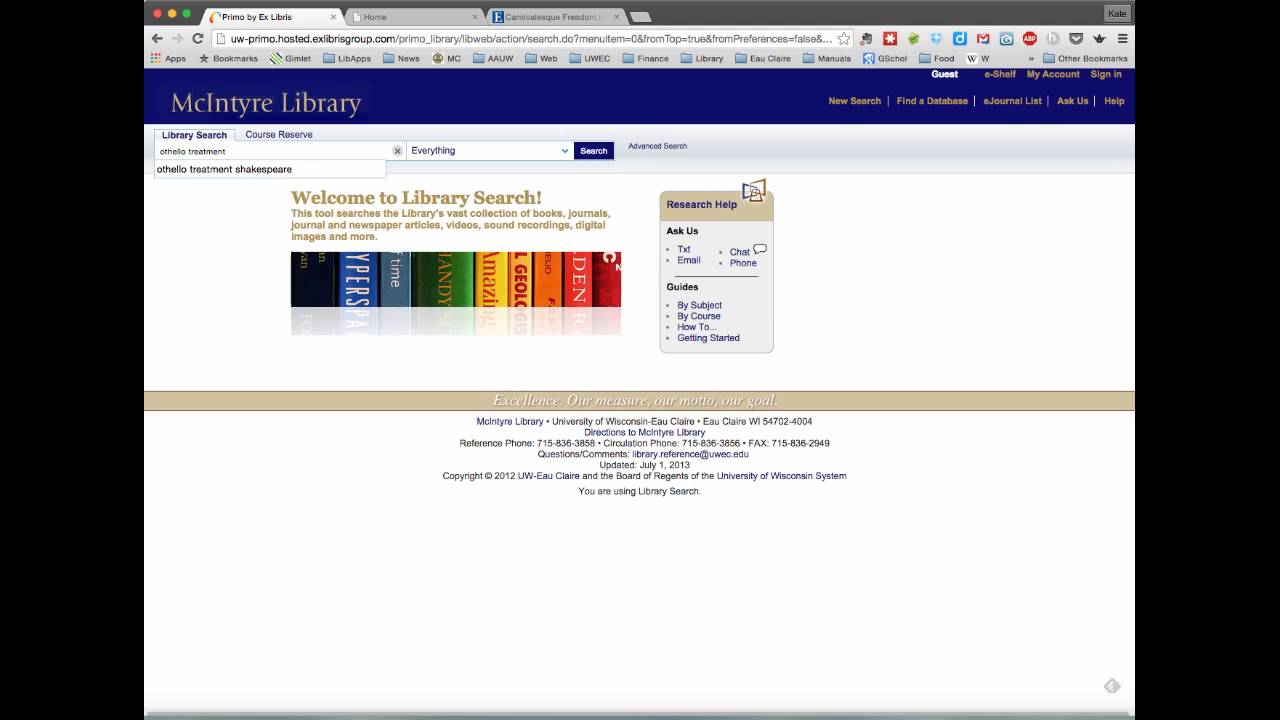 Primo by Ex Libris
Home
Carnivalesque Freedom in
Kate
uw-primo.hosted.exlibrisgroup.com/primo_library/libweb/action/search.do?menuitem=0&fromTop=true&fromPreferences=false&...
Apps Bookmarks Gimlet LibApps News MC AAUW Web UWEC Finance Library Eau Claire Manuals GSchol Food W » Other Bookmarks
Guest e-Shelf My Account Sign in
McIntyre Library
New Search | Find a Database | eJournal List | Ask Us | Help
Library Search Course Reserve
othello treatment
Everything
Search
Advanced Search
othello treatment shakespeare
Welcome to Library Search!
This tool searches the Library's vast collection of books, journals,
journal and newspaper articles, videos, sound recordings, digital
images and more.
YPERSPA
time
HANDY
mazin
GEOLOGIS
DEN
Research Help
Ask Us
Txt
Email
Chat
Phone
Guides
By Subject
By Course
How To...
Getting Started
Excellence. Our measure, our motto, our goal.
McIntyre Library • University of Wisconsin-Eau Claire • Eau Claire WI 54702-4004
Directions to McIntyre Library
Reference Phone: 715-836-3858 • Circulation Phone: 715-836-3856 • FAX: 715-836-2949
Questions/Comments: library.reference@uwec.edu
Updated: July 1, 2013
Copyright © 2012 UW-Eau Claire and the Board of Regents of the University of Wisconsin System
You are using Library Search.